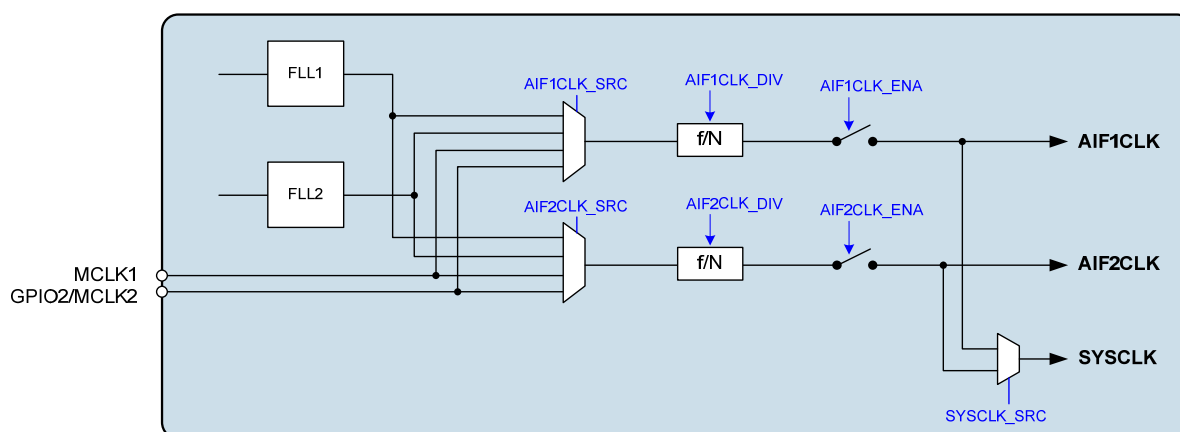 FLL1
AIF1CLK_SRC
AIF1CLK_DIV
AIF1CLK_ENA
f/N
AIF1CLK
FLL2
AIF2CLK_SRC
AIF2CLK_DIV
AIF2CLK_ENA
f/N
AIF2CLK
MCLK1
GPIO2/MCLK2
SYSCLK
SYSCLK_SRC